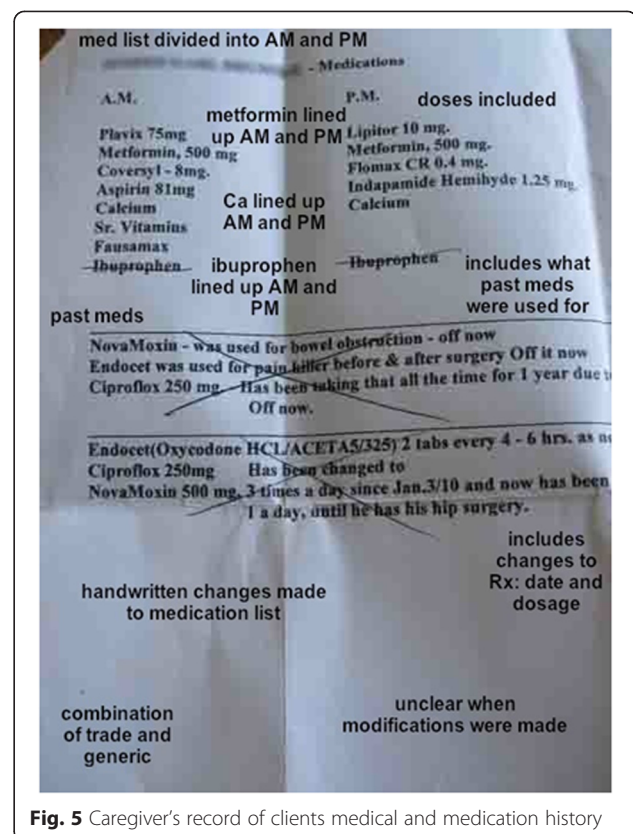 med list divided into AM and PM
- Medications
A.M.
P.M.
doses included
metformin lined
up AM and PM
Plavix 75mg
Metformin, 500 mg
Coversyl - 8mg.
Aspirin 81mg
Calcium
Sr. Vitamins
Fausamax
Ibuprophen
Lipitor 10 mg.
Metformin, 500 mg.
Flomax CR 0.4 mg.
Indapamide Hemihyde 1.25 mg.
Calcium
Ibuprophen
Ca lined up
AM and PM
ibuprophen
lined up AM and
PM
includes what
past meds
were used for
past meds
NovaMoxin - was used for bowel obstruction - off now
Endocet was used for pain killer before & after surgery Off it now
Ciproflox 250 mg. Has been taking that all the time for 1 year due
Off now.
Endocet(Oxycodone HCL/ACETA5/325) 2 tabs every 4 - 6 hrs. as
Ciproflox 250mg Has been changed to
NovaMoxin 500 mg. 3 times a day since Jan.3/10 and now has been
1 a day, until he has his hip surgery.
includes
changes to
Rx: date and
dosage
handwritten changes made
to medication list
combination
of trade and
generic
unclear when
modifications were made
Fig. 5 Caregiver's record of clients medical and medication history